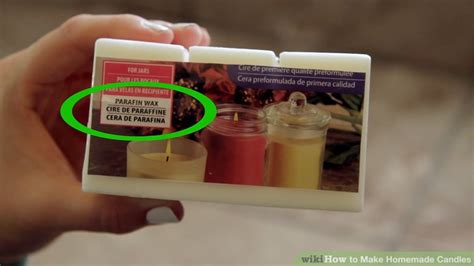 FOR JARS
POUR LES BOCAUX
PARA VELAS EN RECIPIENTE
PARAFIN WAX
CIRE DE PARAFFINE
CERA DE PARAFINA
Cire de première qualité préformulée
Cera preformulada de primera calidad
wikiHow to Make Homemade Candles